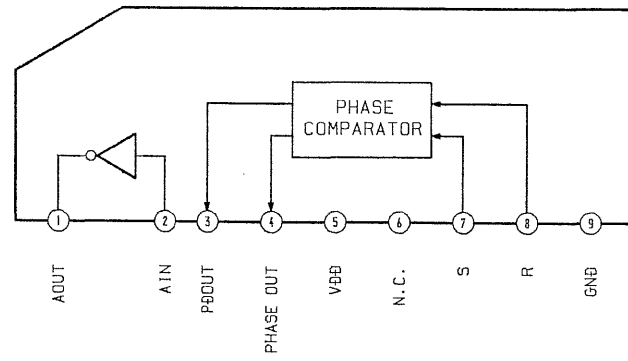 PHASE
COMPARATOR
1 2 3 4 5 6 7 8 9
AOUT
AIN
PDOUT
PHASE OUT
VDD
N.C.
S
R
GND